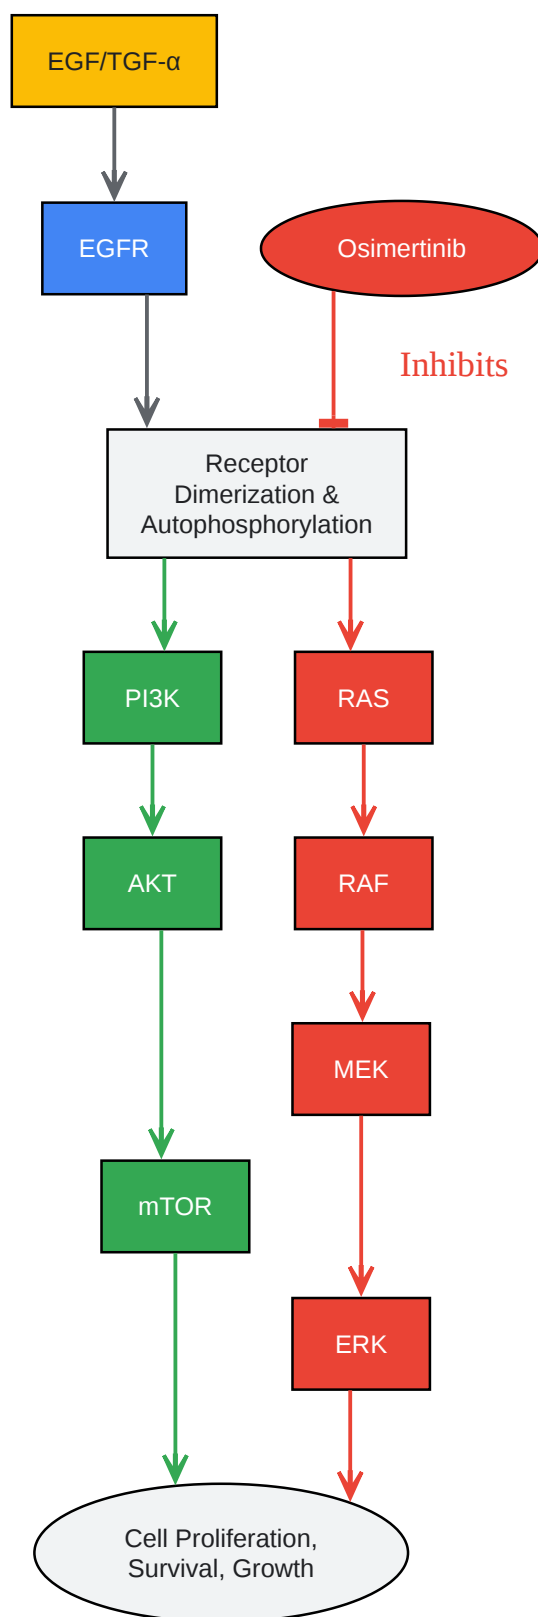 EGF/TGF-α
EGFR
Osimertinib
Inhibits
Receptor
Dimerization &
Autophosphorylation
PI3K
RAS
AKT
RAF
MEK
mTOR
ERK
Cell Proliferation,
Survival, Growth